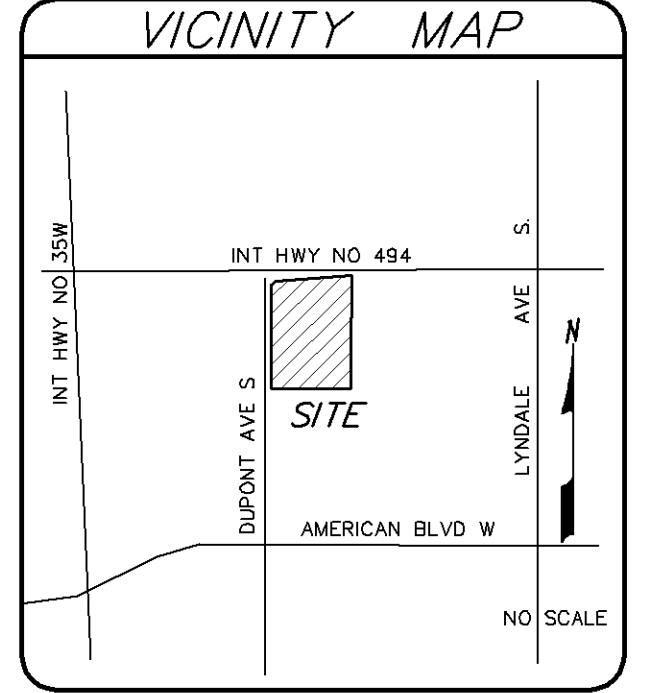 VICINITY MAP
INT HWY NO 35W
INT HWY NO 494
LYNDALE AVE S.
N
DUPONT AVE S
SITE
AMERICAN BLVD W
NO SCALE